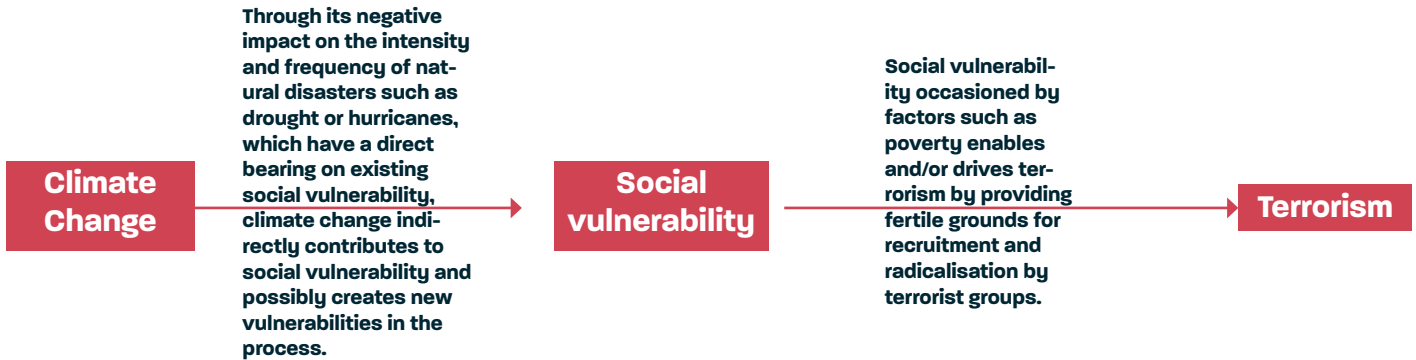 Climate
Change
Through its negative
impact on the intensity
and frequency of nat-
ural disasters such as
drought or hurricanes,
which have a direct
bearing on existing
social vulnerability,
climate change indi-
rectly contributes to
social vulnerability and
possibly creates new
vulnerabilities in the
process.
Social
vulnerability
Social vulnerabil-
ity occasioned by
factors such as
poverty enables
and/or drives ter-
rorism by providing
fertile grounds for
recruitment and
radicalisation by
terrorist groups.
Terrorism